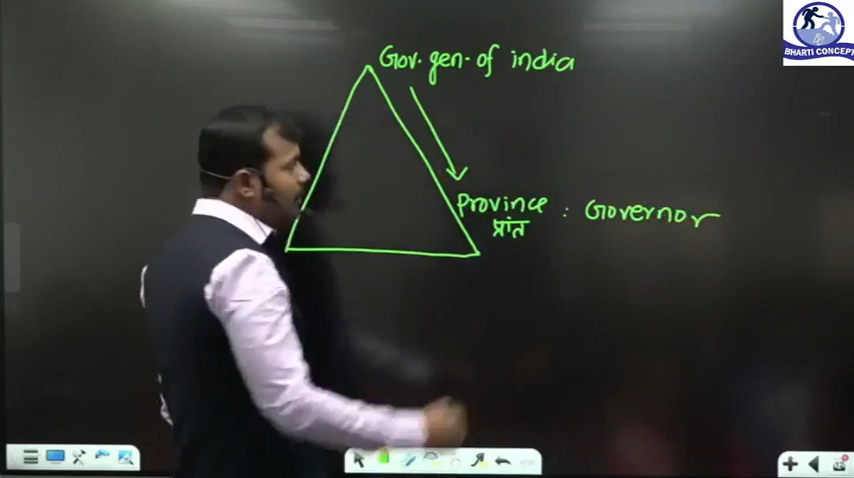 BHARTI CONCEPT
Gov. gen. of india
Province : Governor
प्रांत